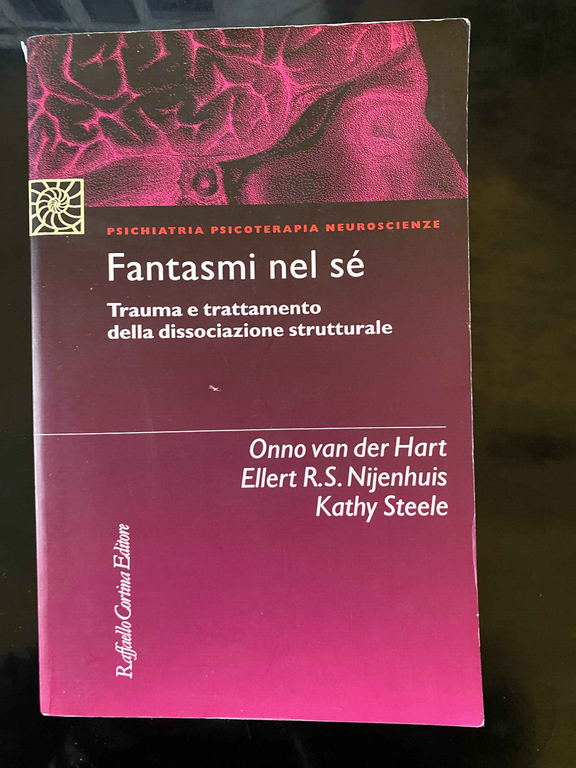 PSICHIATRIA PSICOTERAPIA NEUROSCIENZE
Fantasmi nel sé
Trauma e trattamento
della dissociazione strutturale
Onno van der Hart
Ellert R.S. Nijenhuis
Kathy Steele
Raffaello Cortina Editore